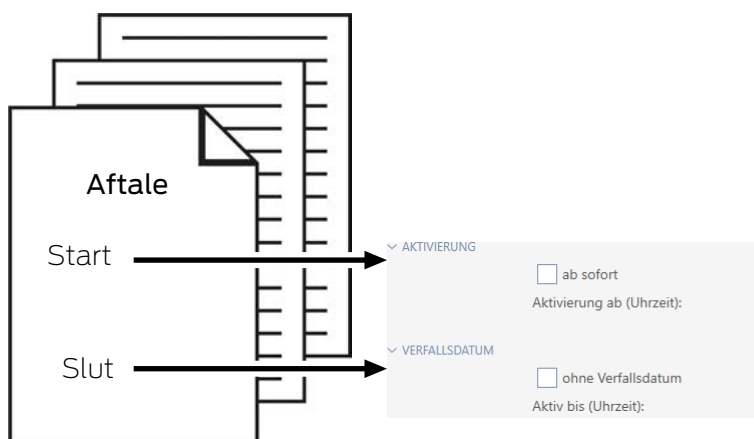 Aftale
Start
AKTIVIERUNG
ab sofort
Aktivierung ab (Uhrzeit):
Slut
VERFALLSDATUM
ohne Verfallsdatum
Aktiv bis (Uhrzeit):